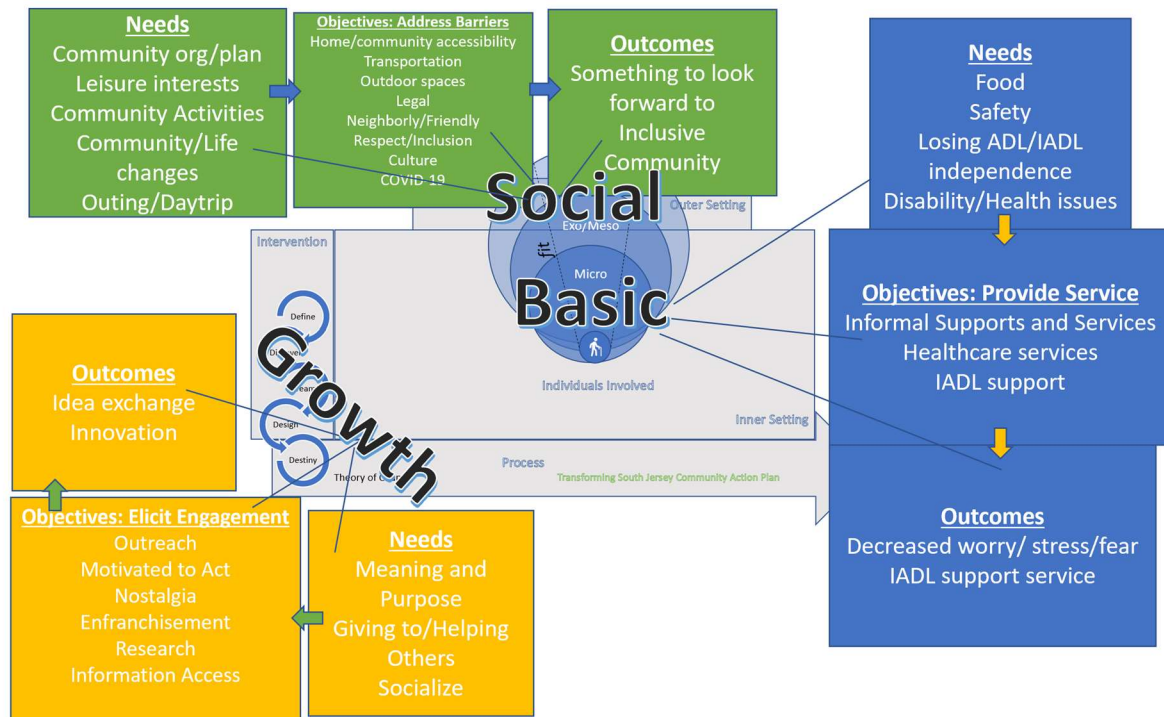 Needs
Community org/plan
Leisure interests
Community Activities
Community/Life
changes
Outing/Daytrip
Objectives: Address Barriers
Home/community accessibility
Transportation
Outdoor spaces
Legal
Neighborly/Friendly
Respect/Inclusion
Culture
COVID-19
Outcomes
Something to look
forward to
Inclusive
Community
Needs
Food
Safety
Losing ADL/IADL
independence
Disability/Health issues
Objectives: Provide Service
Informal Supports and Services
Healthcare services
IADL support
Outcomes
Decreased worry/ stress/fear
IADL support service
Social
Outer Setting
Exo/Meso
fit
Micro
Basic
Individuals Involved
Inner Setting
Intervention
Define
Design
Destiny
Growth
Process
Transforming South Jersey Community Action Plan
Theory of
Outcomes
Idea exchange
Innovation
Objectives: Elicit Engagement
Outreach
Motivated to Act
Nostalgia
Enfranchisement
Research
Information Access
Needs
Meaning and
Purpose
Giving to/Helping
Others
Socialize